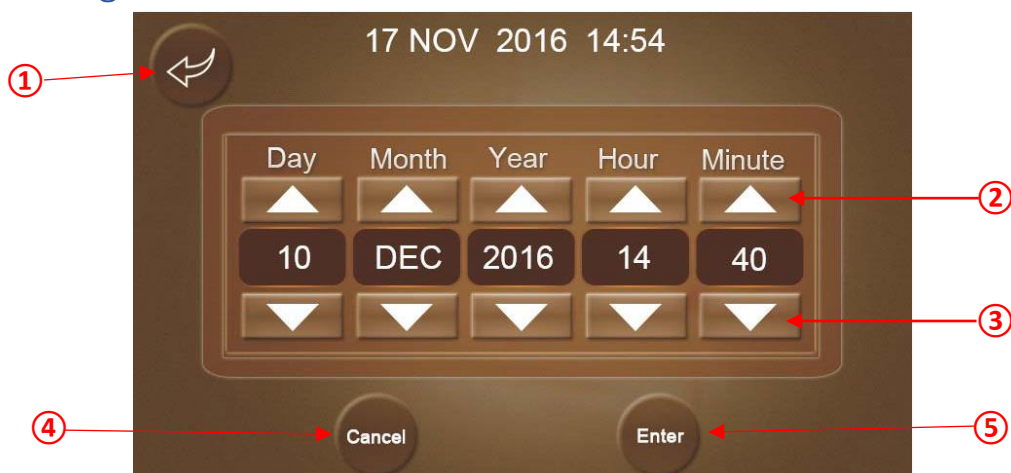 17 NOV 2016 14:54
①
Day Month Year Hour Minute
②
10 DEC 2016 14 40
③
④ Cancel Enter ⑤